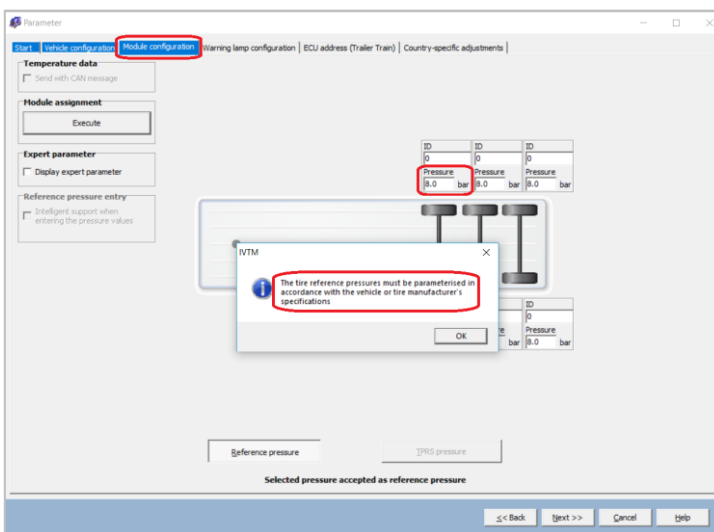 Parameter
Start Vehicle configuration Module configuration Warning lamp configuration ECU address (Trailer Train) Country-specific adjustments
Temperature data
Send with CAN message
Module assignment
Execute
Expert parameter
Display expert parameter
Reference pressure entry
Intelligent support when
entering the pressure values
ID ID ID
0 0 0
Pressure Pressure Pressure
8.0 bar 8.0 bar 8.0 bar
IVTM
The tire reference pressures must be parameterised in
accordance with the vehicle or tire manufacturer's
specifications
OK
ID
0
Pressure
bar 8.0 bar
Reference pressure TPRS pressure
Selected pressure accepted as reference pressure
<< Back Next >> Cancel Help